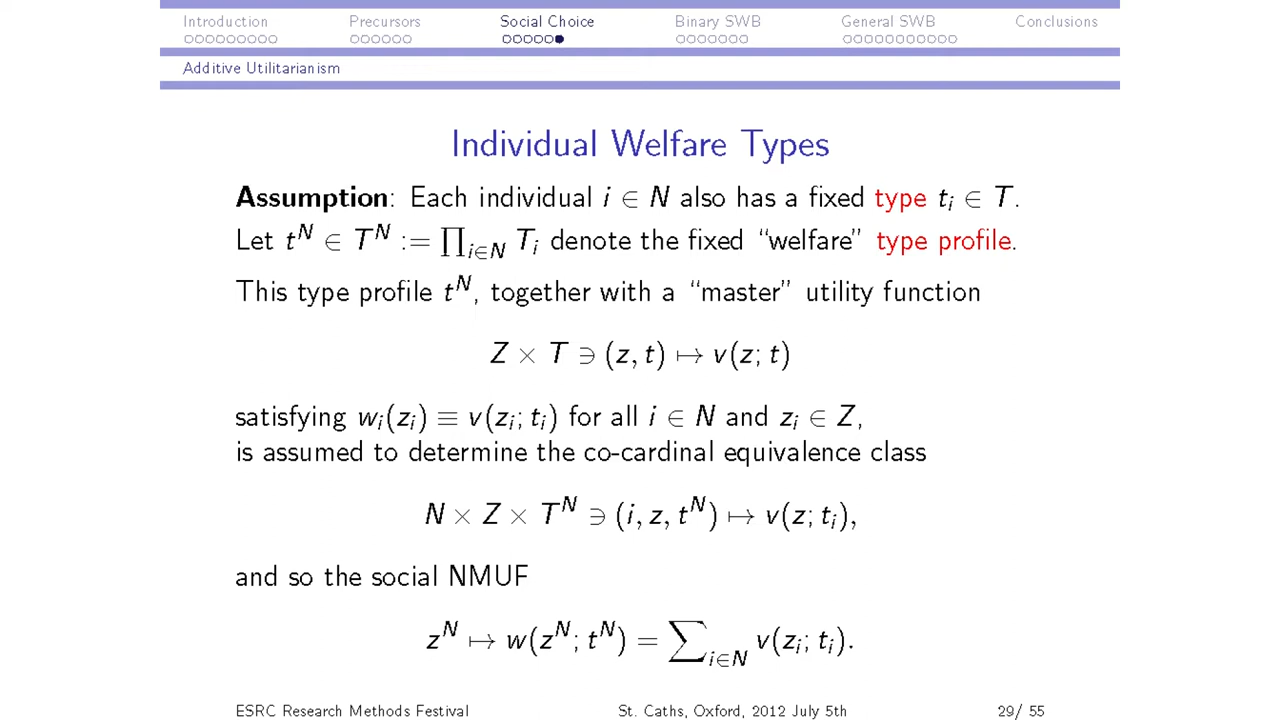 Introduction Precursors Social Choice Binary SWB General SWB Conclusions
Additive Utilitarianism
Individual Welfare Types
Assumption: Each individual i ∈ N also has a fixed type tᵢ ∈ T.
Let t^N ∈ T^N := ∏_{i∈N} T_i denote the fixed “welfare” type profile.
This type profile t^N, together with a “master” utility function
Z × T ∋ (z, t) ↦ v(z; t)
satisfying w_i(z_i) ≡ v(z_i; t_i) for all i ∈ N and z_i ∈ Z,
is assumed to determine the co-cardinal equivalence class
N × Z × T^N ∋ (i, z, t^N) ↦ v(z; t_i),
and so the social NMUF
z^N ↦ w(z^N; t^N) = ∑_{i∈N} v(z_i; t_i).
ESRC Research Methods Festival St. Caths, Oxford, 2012 July 5th 29/ 55